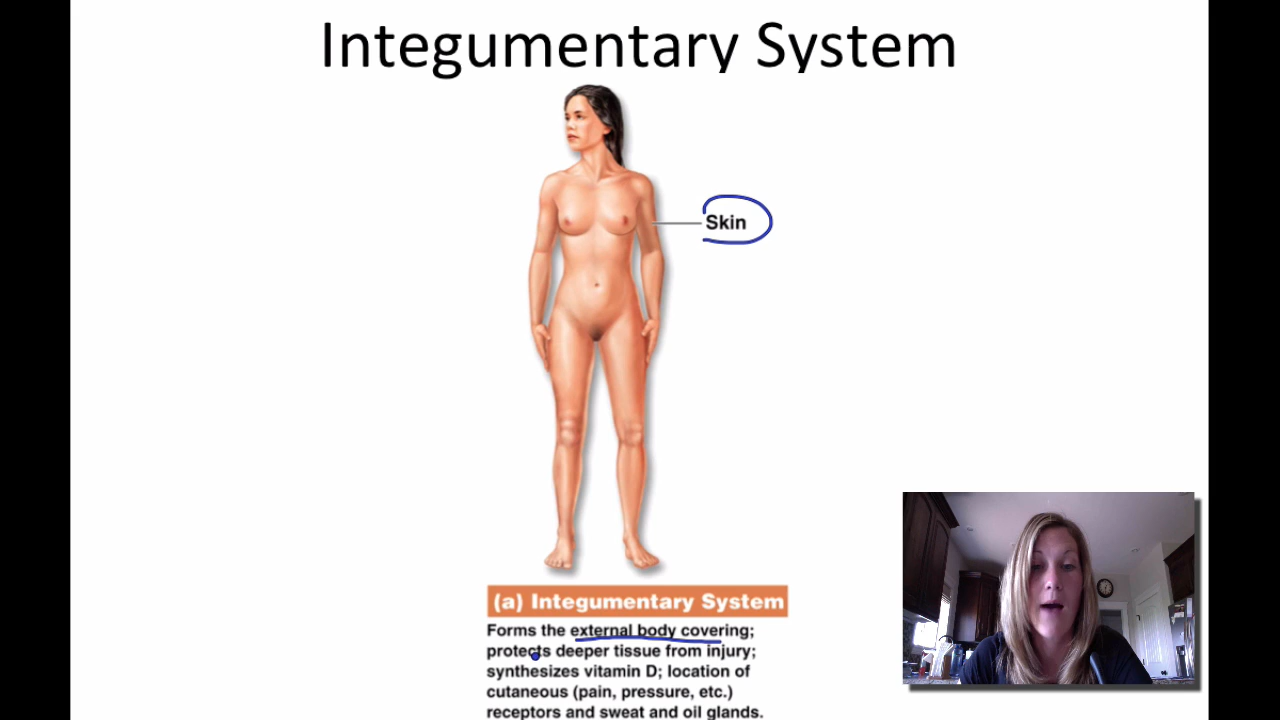 Integumentary System
Skin
(a) Integumentary System
Forms the external body covering;
protects deeper tissue from injury;
synthesizes vitamin D; location of
cutaneous (pain, pressure, etc.)
receptors and sweat and oil glands.